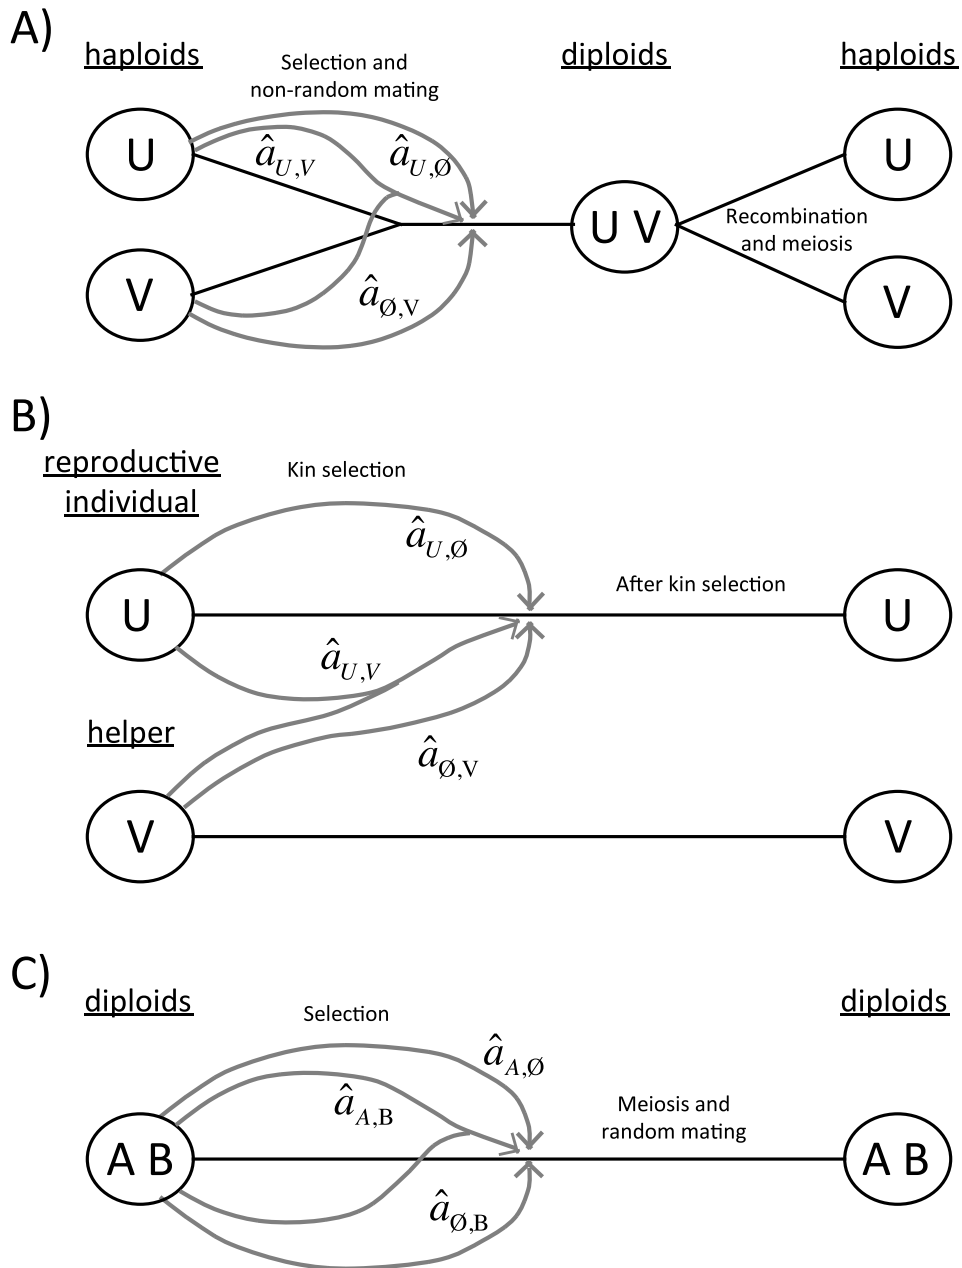 A)
haploids
diploids
haploids
Selection and
non-random mating
U
â_{U,V}
â_{U,Ø}
U
U V
Recombination
and meiosis
V
â_{Ø,V}
V
B)
reproductive
individual
Kin selection
â_{U,Ø}
After kin selection
U
U
â_{U,V}
helper
â_{Ø,V}
V
V
C)
diploids
Selection
diploids
â_{A,Ø}
â_{A,B}
Meiosis and
random mating
A B
A B
â_{Ø,B}